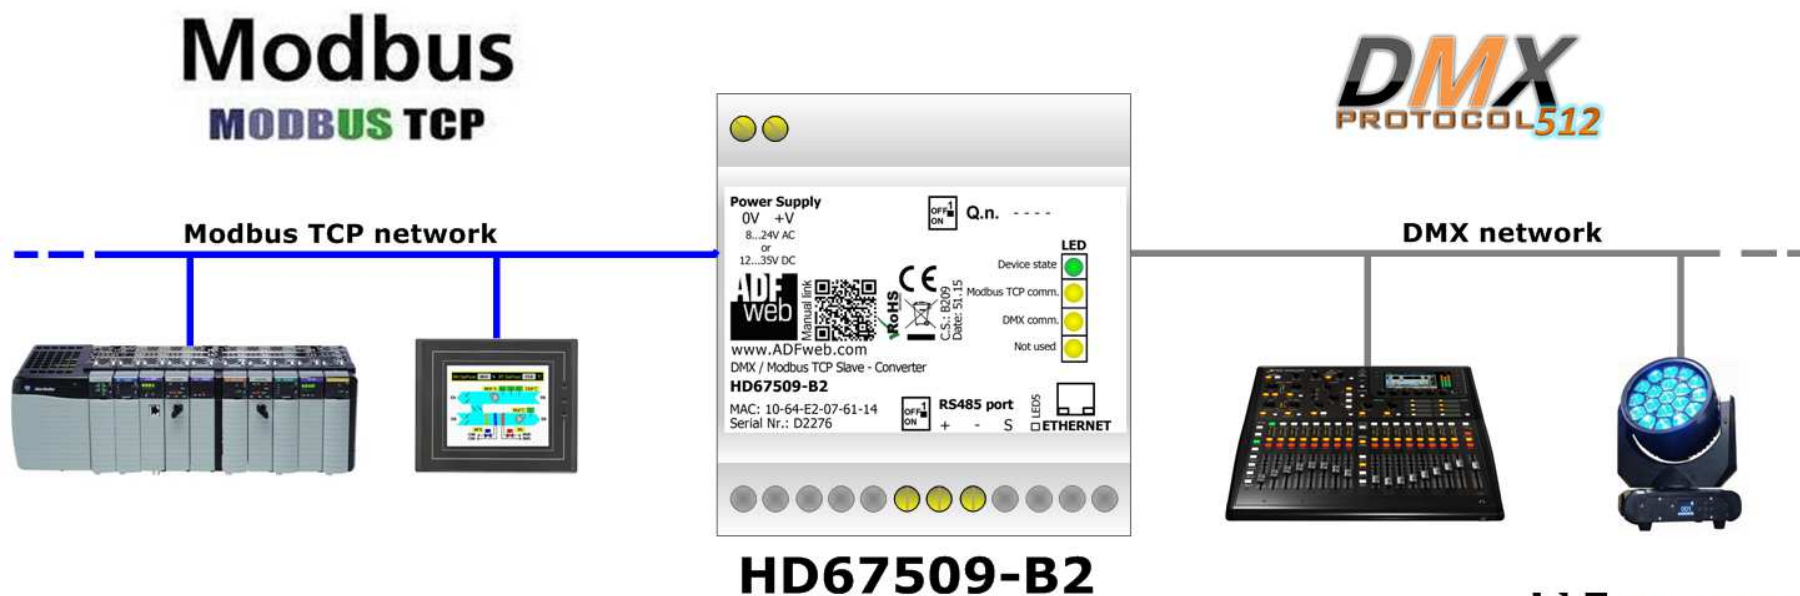 Modbus
MODBUS TCP
DMX
PROTOCOL512
Modbus TCP network
DMX network
Power Supply
0V +V
8...24V AC
or
12...35V DC
OFF 1
ON
Q.n. - - - -
LED
Device state
Modbus TCP comm.
DMX comm.
Not used
ADF
web
Manual link
RoHS
CE
C.S.: B209
Date: 51.15
www.ADFweb.com
DMX / Modbus TCP Slave - Converter
HD67509-B2
MAC: 10-64-E2-07-61-14
Serial Nr.: D2276
OFF 1
ON
RS485 port
+ - S
LEDS
ETHERNET
001
HD67509-B2